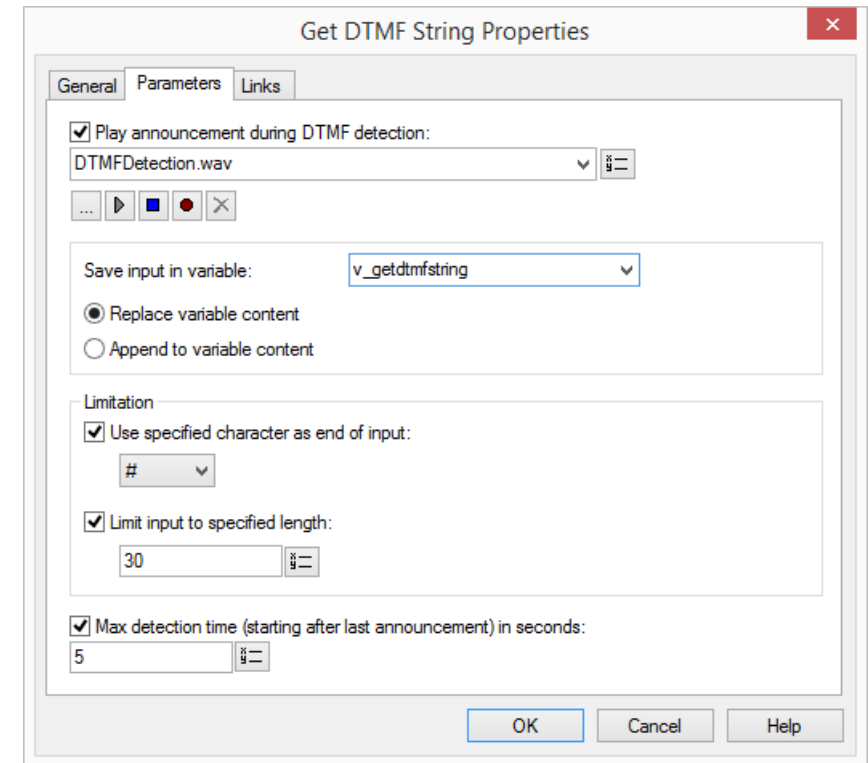 Get DTMF String Properties
General Parameters Links
Play announcement during DTMF detection:
DTMFDetection.wav
...
Save input in variable: v_getdtmfstring
Replace variable content
Append to variable content
Limitation
Use specified character as end of input:
#
Limit input to specified length:
30
Max detection time (starting after last announcement) in seconds:
5
OK Cancel Help